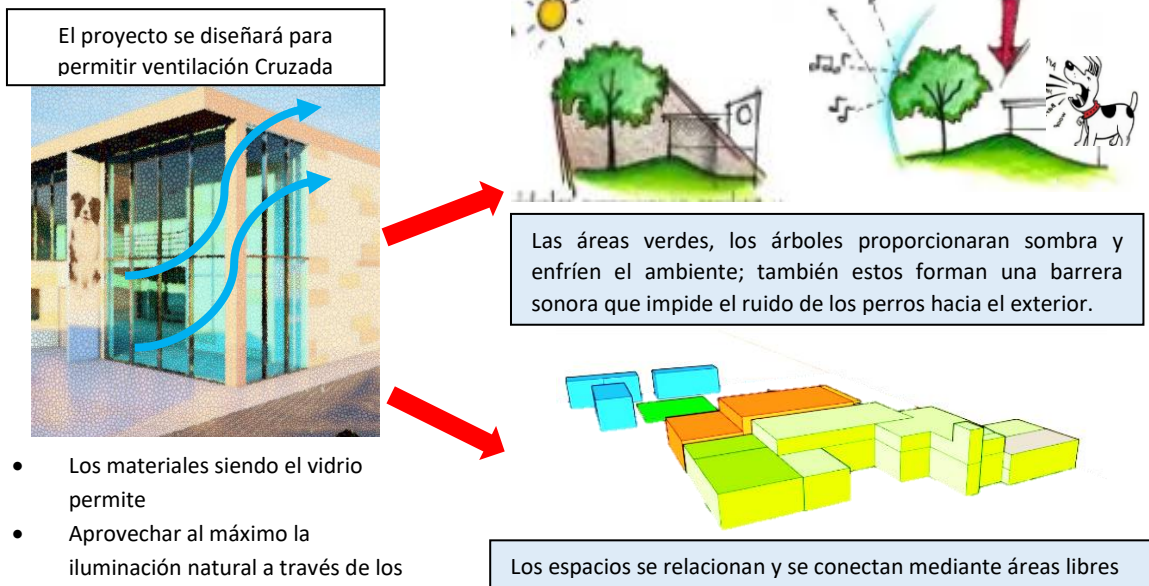 El proyecto se diseñará para
permitir ventilación Cruzada
Las áreas verdes, los árboles proporcionaran sombra y
enfríen el ambiente; también estos forman una barrera
sonora que impide el ruido de los perros hacia el exterior.
• Los materiales siendo el vidrio
permite
• Aprovechar al máximo la
iluminación natural a través de los
Los espacios se relacionan y se conectan mediante áreas libres